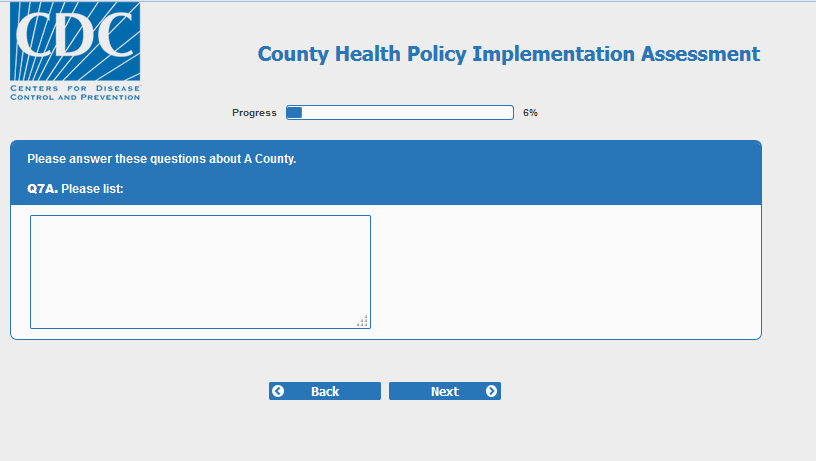 CDC
CENTERS FOR DISEASE
CONTROL AND PREVENTION
County Health Policy Implementation Assessment
Progress 6%
Please answer these questions about A County.
Q7A. Please list:
Back Next